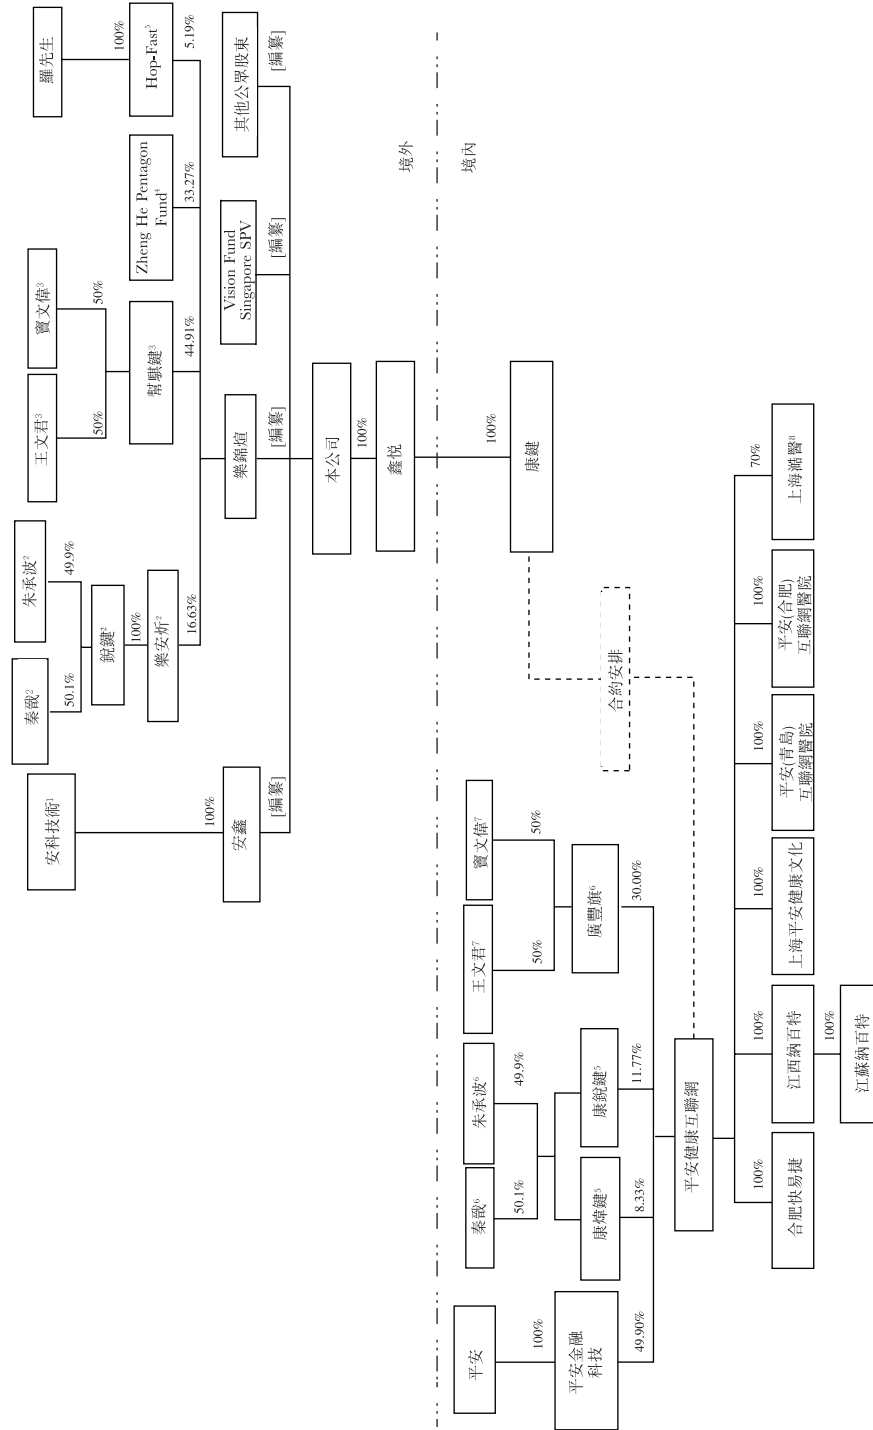 羅先生
100%
Hop-Fast⁵
5.19%
Zheng He Pentagon
Fund⁴
33.27%
竇文偉³
50%
王文君³
50%
幫騏鍵³
44.91%
朱承波²
49.9%
秦戩²
50.1%
銳鍵²
100%
樂安炘²
16.63%
安科技術¹
100%
安鑫
[編纂]
樂錦煊
[編纂]
Vision Fund
Singapore SPV
[編纂]
其他公眾股東
[編纂]
本公司
100%
鑫悅
境外
境內
100%
康鍵
合約安排
平安
100%
平安金融
科技
49.90%
秦戩⁶
50.1%
朱承波⁶
49.9%
康煒鍵⁵
8.33%
康銳鍵⁵
11.77%
王文君⁷
50%
竇文偉⁷
50%
廣豐旗⁶
30.00%
平安健康互聯網
100%
合肥快易捷
100%
江西納百特
100%
江蘇納百特
100%
上海平安健康文化
100%
平安(青島)
互聯網醫院
100%
平安(合肥)
互聯網醫院
70%
上海澔醫⁸